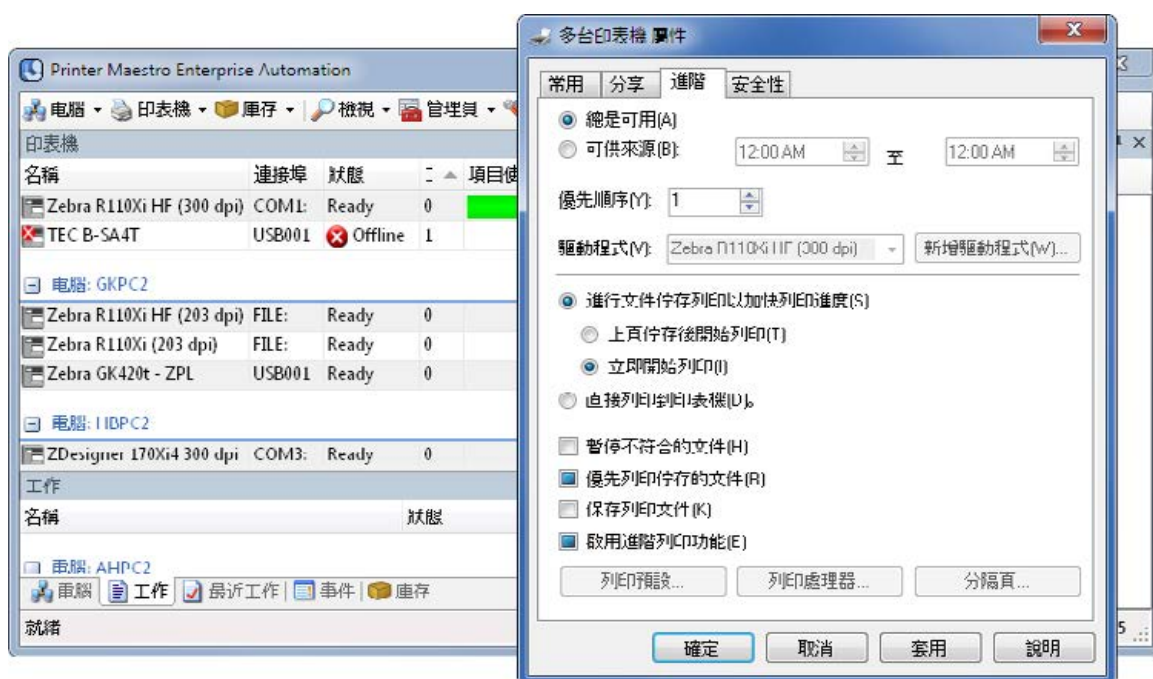 Printer Maestro Enterprise Automation
电腦 印表機 庫存 檢視 管理員
印表機
名稱 連接埠 狀態 項目使
Zebra R110Xi HF (300 dpi) COM1: Ready 0
TEC B-SA4T USB001 Offline 1
电腦: GKPC2
Zebra R110Xi HF (203 dpi) FILE: Ready 0
Zebra R110Xi (203 dpi) FILE: Ready 0
Zebra GK420t - ZPL USB001 Ready 0
電腦: HBPC2
ZDesigner 170Xi4 300 dpi COM3: Ready 0
工作
名稱 狀態
電腦: AHPC2
電腦 工作 最近工作 事件 庫存
就緒 5
多台印表機 屬性
常用 分享 進階 安全性
總是可用(A)
可供來源(B): 12:00 AM 至 12:00 AM
優先順序(Y): 1
驅動程式(V): Zebra R110Xi HF (300 dpi) 新增驅動程式(W)...
進行文件佇存列印以加快列印進度(S)
上頁佇存後開始列印(T)
立即開始列印(I)
直接列印到印表機(D)。
暫停不符合的文件(H)
優先列印佇存的文件(R)
保存列印文件(K)
啟用進階列印功能(E)
列印預設... 列印處理器... 分隔頁...
確定 取消 套用 說明